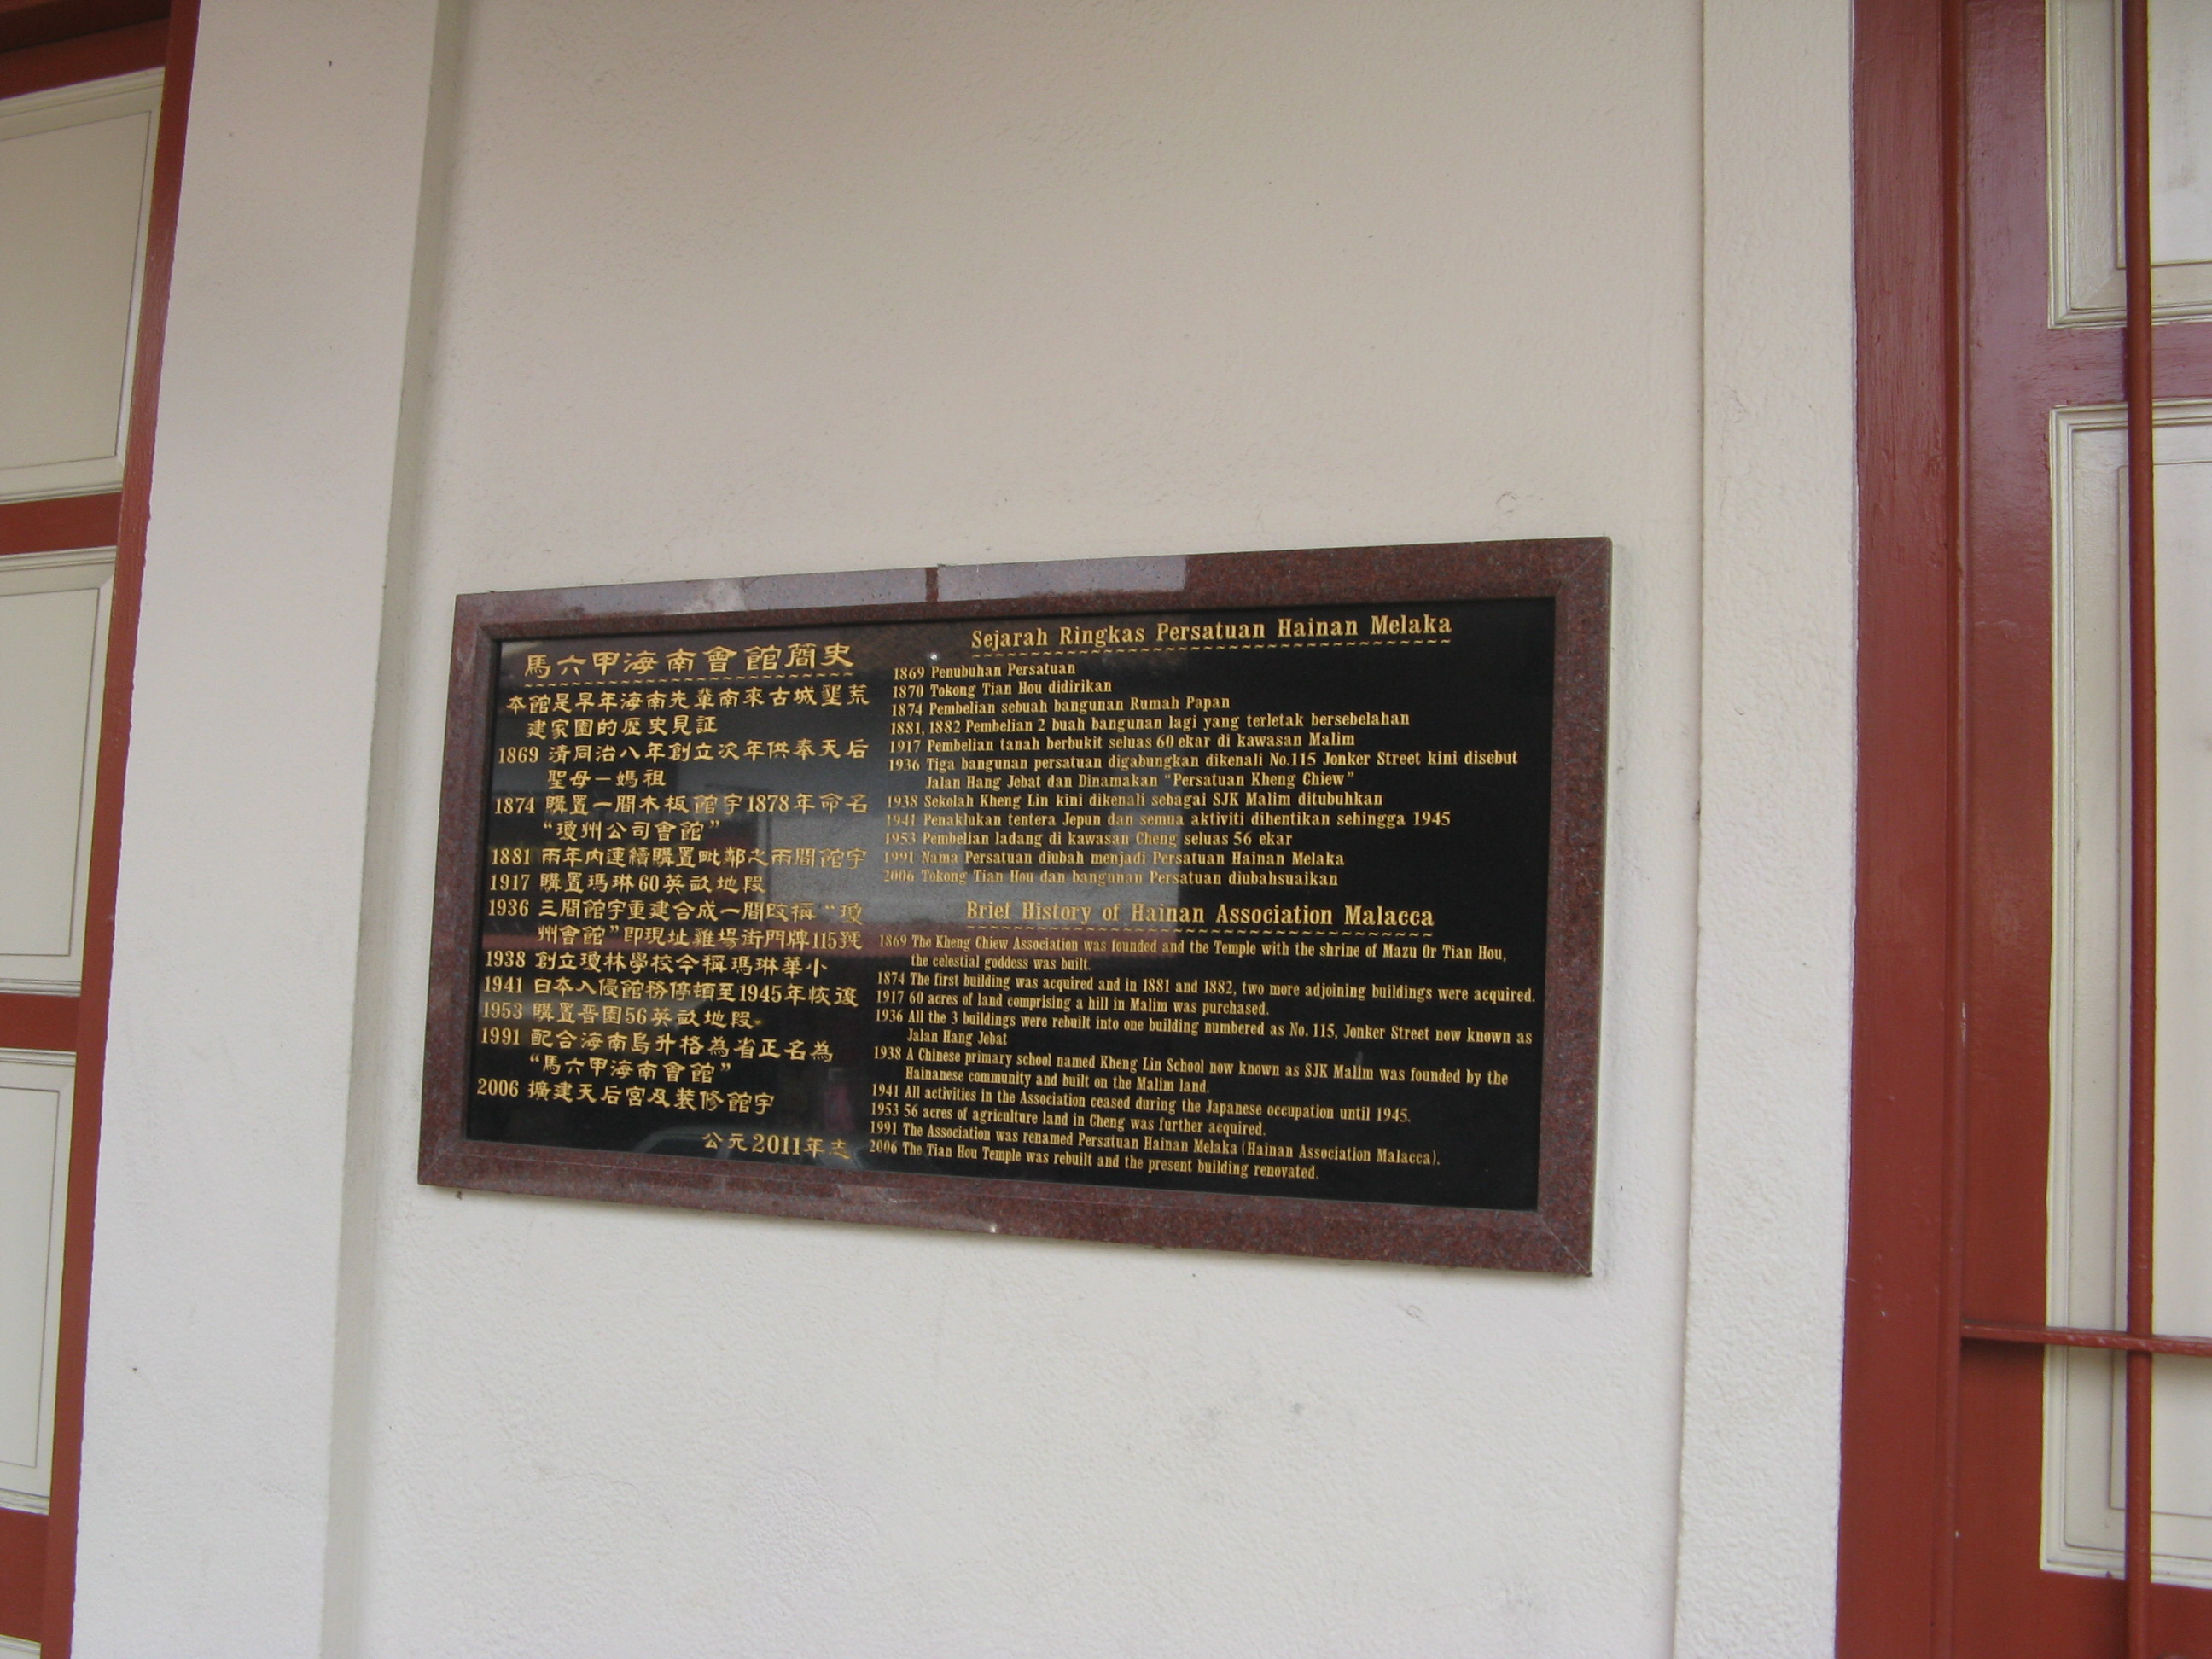 馬六甲海南會館簡史
本館是早年海南先輩南來古城墾荒
建家園的歷史見証
1869 清同治八年創立次年供奉天后
聖母－媽祖
1874 購置一間木板館宇1878年命名
“瓊州公司會館”
1881 兩年內連續購置毗鄰之兩間館宇
1917 購置瑪琳60英畝地段
1936 三間館宇重建合成一間改稱“瓊
州會館”即現址雞場街門牌115號
1938 創立瓊林學校今稱瑪琳華小
1941 日本入侵館務停頓至1945年恢復
1953 購置晋園56英畝地段
1991 配合海南島升格為省正名為
“馬六甲海南會館”
2006 擴建天后宮及装修館宇
公元2011年志
Sejarah Ringkas Persatuan Hainan Melaka
1869 Penubuhan Persatuan
1870 Tokong Tian Hou didirikan
1874 Pembelian sebuah bangunan Rumah Papan
1881, 1882 Pembelian 2 buah bangunan lagi yang terletak bersebelahan
1917 Pembelian tanah berbukit seluas 60 ekar di kawasan Malim
1936 Tiga bangunan persatuan digabungkan dikenali No.115 Jonker Street kini disebut
Jalan Hang Jebat dan Dinamakan “Persatuan Kheng Chiew”
1938 Sekolah Kheng Lin kini dikenali sebagai SJK Malim ditubuhkan
1941 Penaklukan tentera Jepun dan semua aktiviti dihentikan sehingga 1945
1953 Pembelian ladang di kawasan Cheng seluas 56 ekar
1991 Nama Persatuan diubah menjadi Persatuan Hainan Melaka
2006 Tokong Tian Hou dan bangunan Persatuan diubahsuaikan
Brief History of Hainan Association Malacca
1869 The Kheng Chiew Association was founded and the Temple with the shrine of Mazu Or Tian Hou,
the celestial goddess was built.
1874 The first building was acquired and in 1881 and 1882, two more adjoining buildings were acquired.
1917 60 acres of land comprising a hill in Malim was purchased.
1936 All the 3 buildings were rebuilt into one building numbered as No. 115, Jonker Street now known as
Jalan Hang Jebat
1938 A Chinese primary school named Kheng Lin School now known as SJK Malim was founded by the
Hainanese community and built on the Malim land.
1941 All activities in the Association ceased during the Japanese occupation until 1945.
1953 56 acres of agriculture land in Cheng was further acquired.
1991 The Association was renamed Persatuan Hainan Melaka (Hainan Association Malacca).
2006 The Tian Hou Temple was rebuilt and the present building renovated.